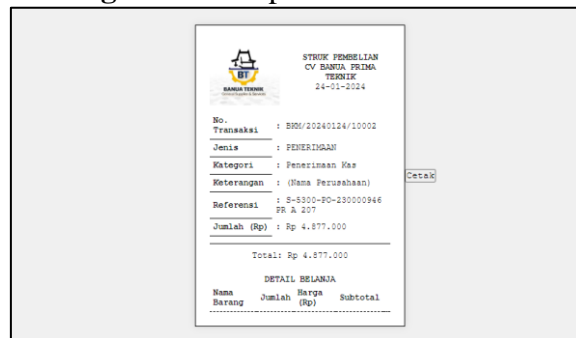 STRUK PEMBELIAN
CV BANUA PRIMA
TEKNIK
24-01-2024
BT
BANUA TEKNIK
No.
Transaksi : BKM/20240124/10002
Jenis : PENERIMAAN
Kategori : Penerimaan Kas
Keterangan : (Nama Perusahaan)
Referensi : S-5300-PO-230000946
PR A 207
Jumlah (Rp) : Rp 4.877.000
Cetak
Total: Rp 4.877.000
DETAIL BELANJA
Nama Barang Jumlah Harga (Rp) Subtotal